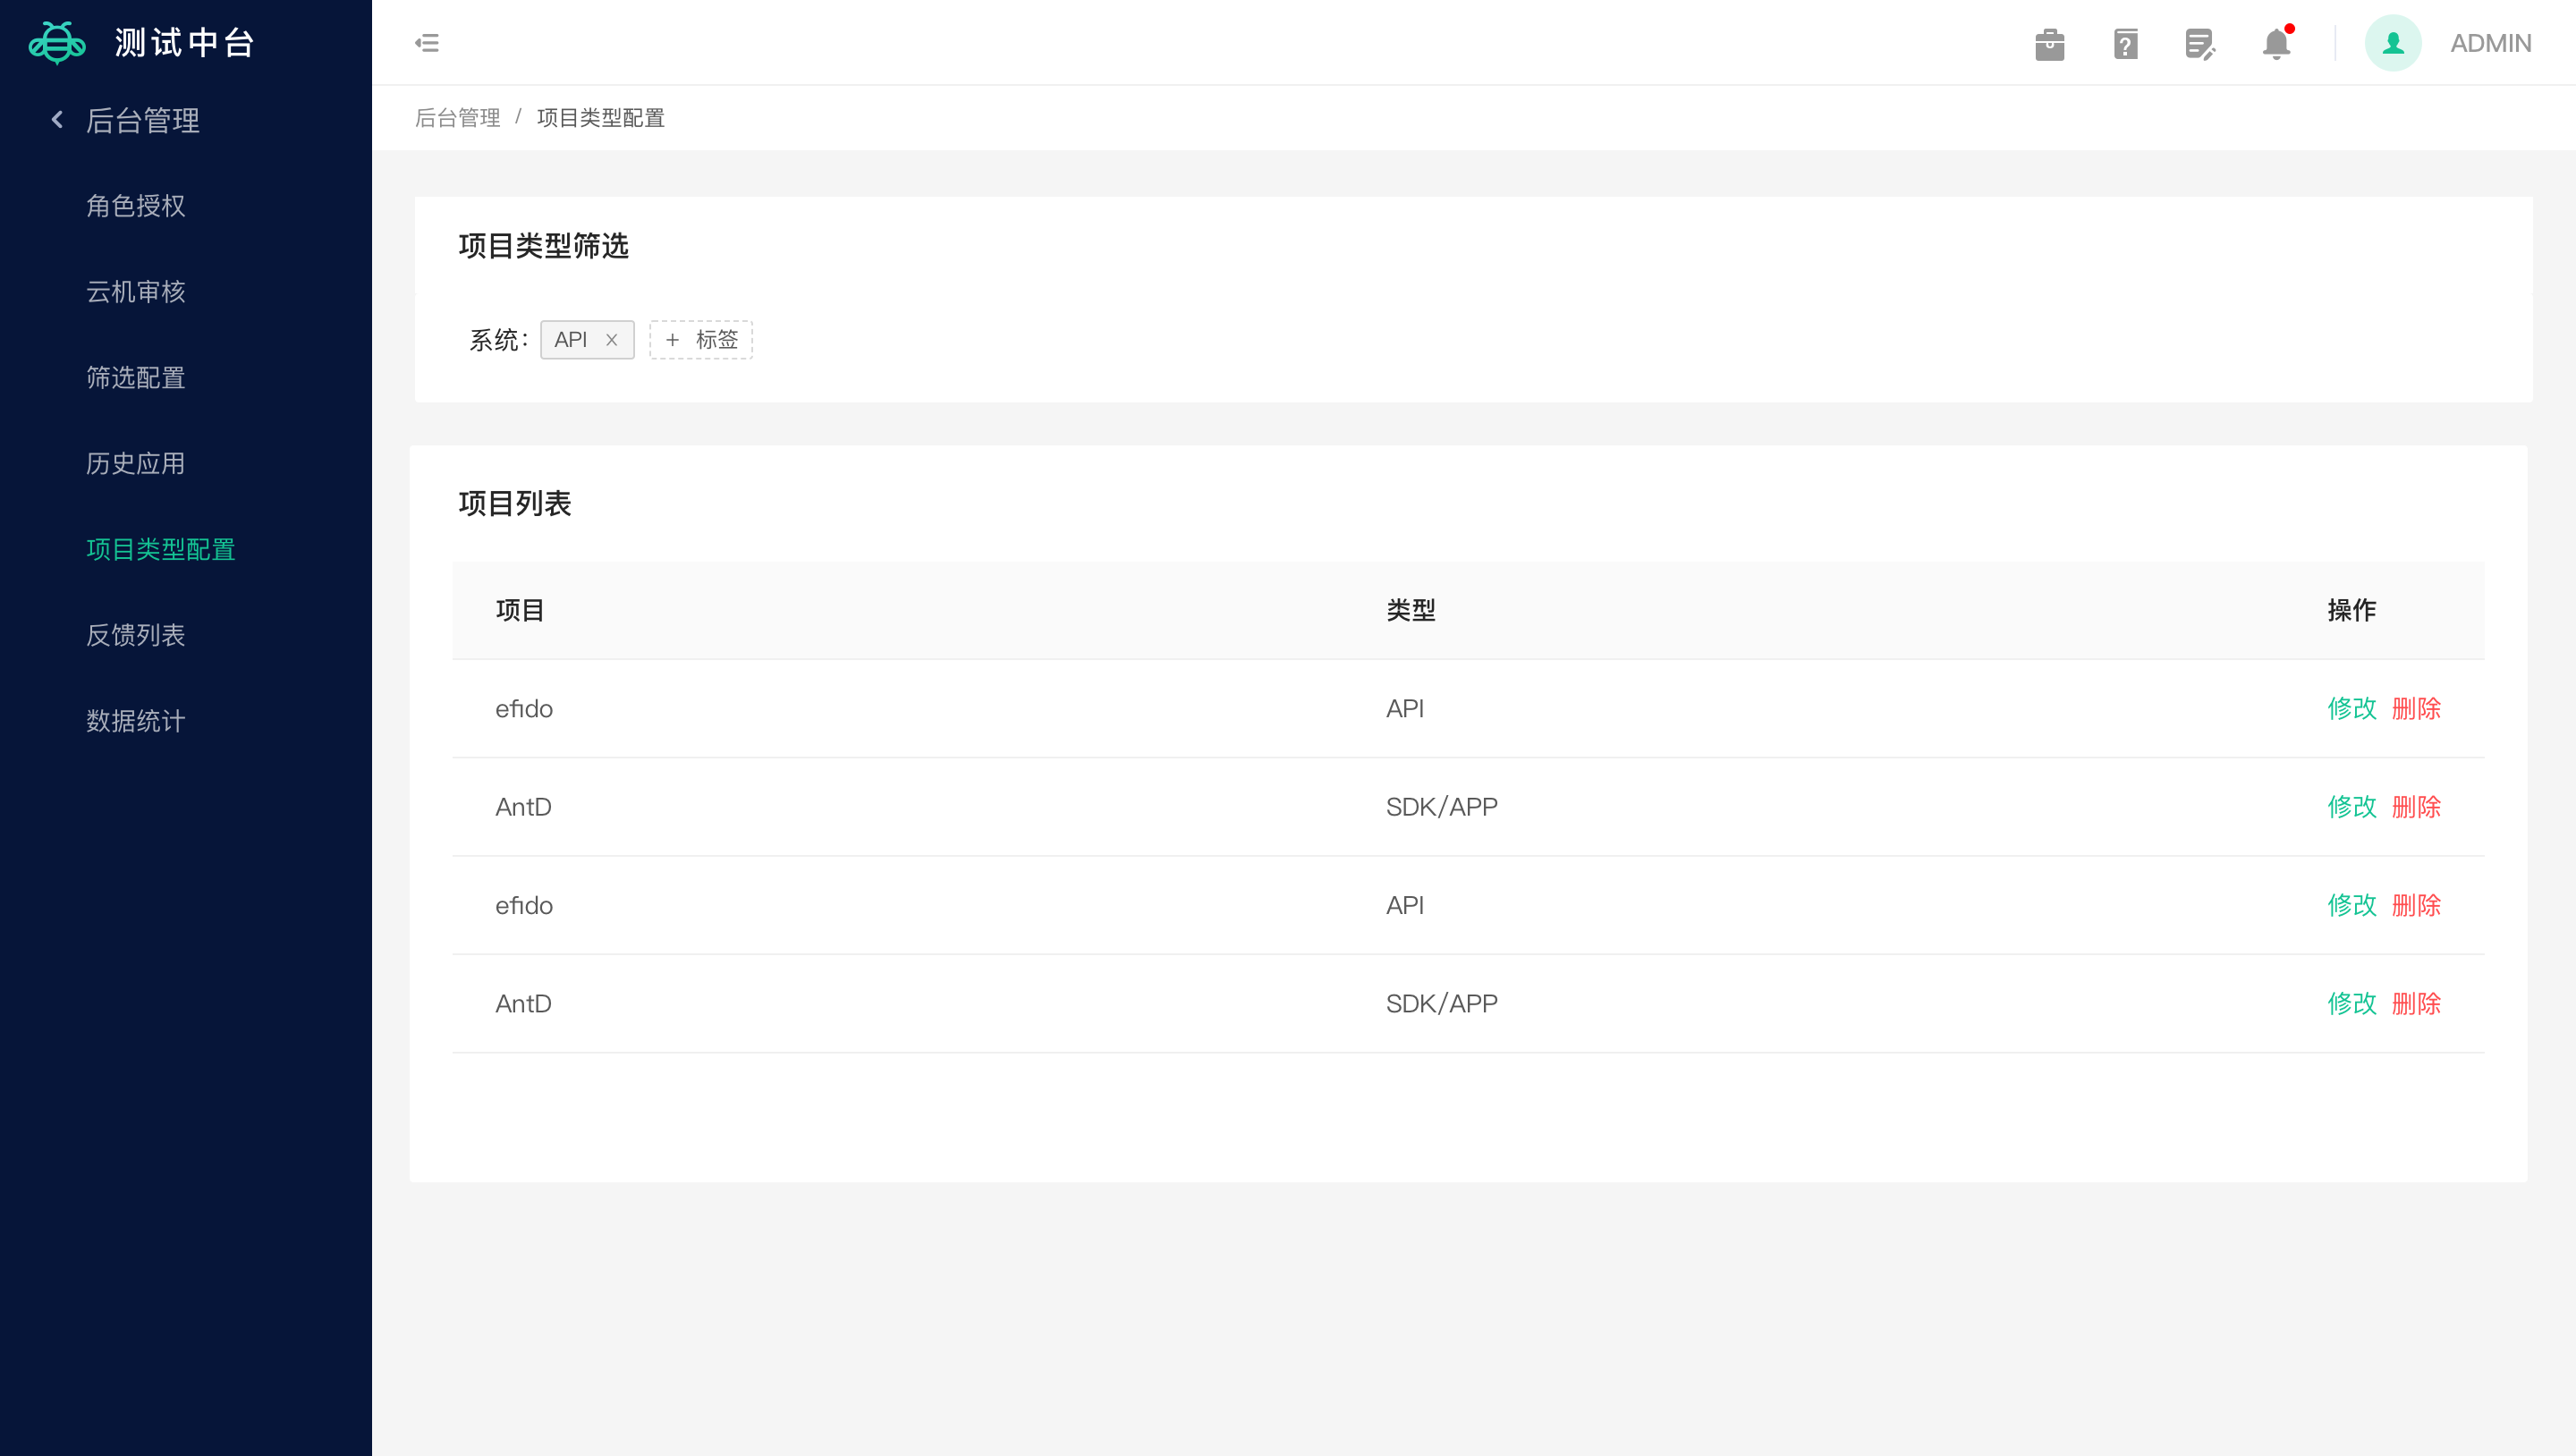 测试中台
ADMIN
后台管理
角色授权
云机审核
筛选配置
历史应用
项目类型配置
反馈列表
数据统计
后台管理 / 项目类型配置
项目类型筛选
系统: API × + 标签
项目列表
项目 类型 操作
efido API 修改 删除
AntD SDK/APP 修改 删除
efido API 修改 删除
AntD SDK/APP 修改 删除